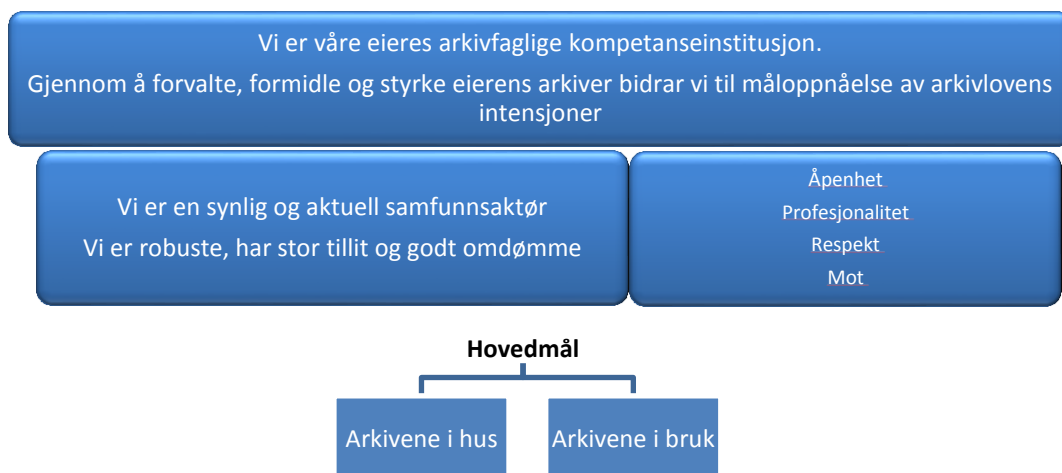 Vi er våre eieres arkivfaglige kompetanseinstitusjon.
Gjennom å forvalte, formidle og styrke eierens arkiver bidrar vi til måloppnåelse av arkivlovens
intensjoner
Vi er en synlig og aktuell samfunnsaktør
Vi er robuste, har stor tillit og godt omdømme
Åpenhet
Profesjonalitet
Respekt
Mot
Hovedmål
Arkivene i hus
Arkivene i bruk